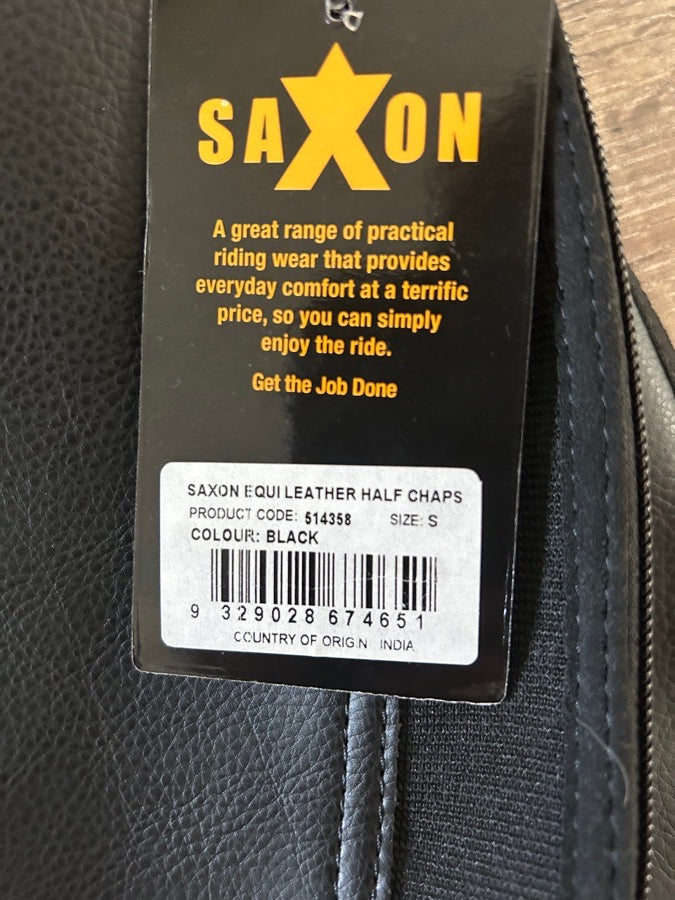 SAXON
A great range of practical
riding wear that provides
everyday comfort at a terrific
price, so you can simply
enjoy the ride.
Get the Job Done
SAXON EQUI LEATHER HALF CHAPS
PRODUCT CODE: 514358 SIZE: S
COLOUR: BLACK
9 329028 674651
COUNTRY OF ORIGIN INDIA